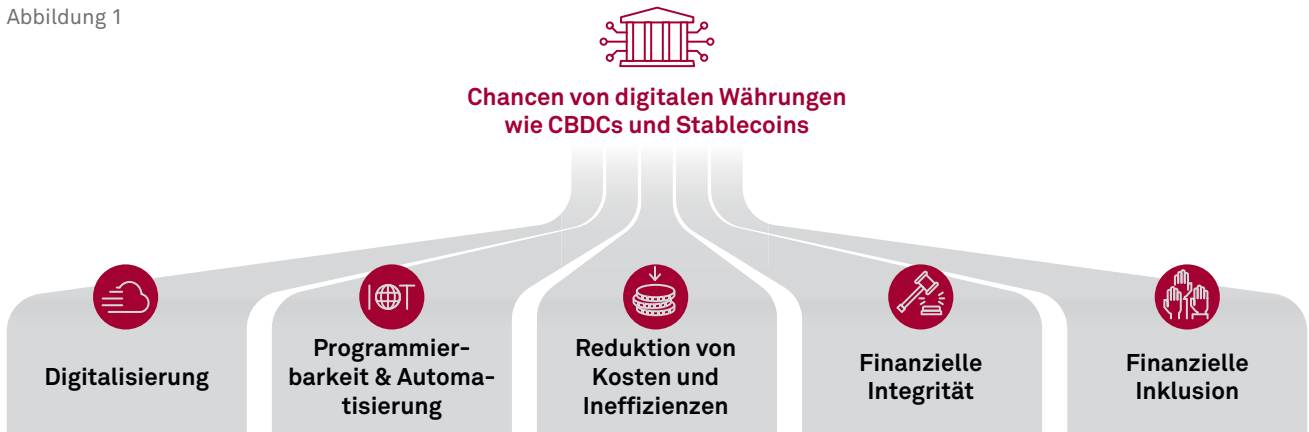 Abbildung 1
Chancen von digitalen Währungen
wie CBDCs und Stablecoins
Digitalisierung
I T
Programmier-
barkeit & Automa-
tisierung
Reduktion von
Kosten und
Ineffizienzen
Finanzielle
Integrität
Finanzielle
Inklusion